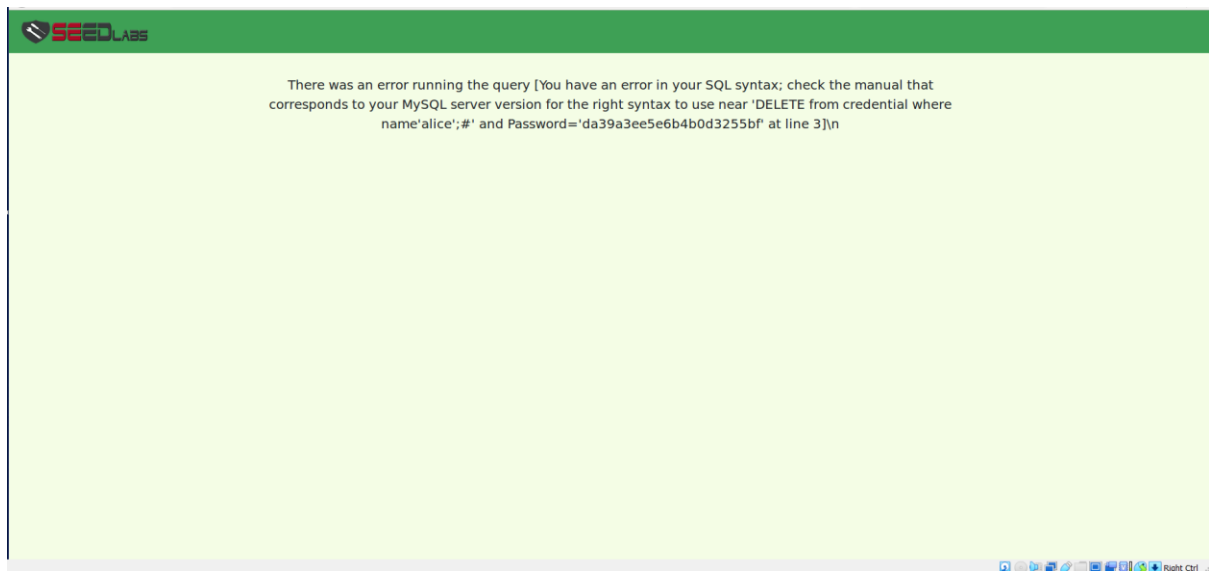 SEEDLABS
There was an error running the query [You have an error in your SQL syntax; check the manual that
corresponds to your MySQL server version for the right syntax to use near 'DELETE from credential where
name'alice';#' and Password='da39a3ee5e6b4b0d3255bf' at line 3]\n
Right Ctrl